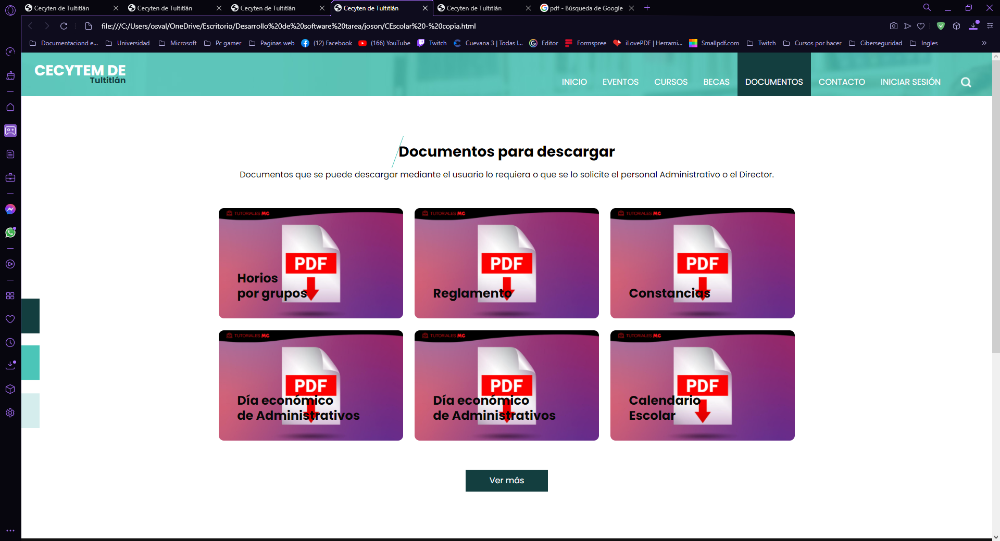 Cecyten de Tultitlán
Cecyten de Tultitlán
Cecyten de Tultitlán
Cecyten de Tultitlán
Cecyten de Tultitlán
pdf - Búsqueda de Google
file:///C:/Users/osval/OneDrive/Escritorio/Desarrollo%20de%20software%20tarea/joson/CEscolar%20-%20copia.html
Documentaciond e...
Universidad
Microsoft
Pc gamer
Paginas web
(12) Facebook
(166) YouTube
Twitch
Cuevana 3 | Todas l...
Editor
Formspree
iLovePDF | Herrami...
Smallpdf.com
Twitch
Cursos por hacer
Ciberseguridad
Ingles
CECYTEM DE
Tultitlán
INICIO
EVENTOS
CURSOS
BECAS
DOCUMENTOS
CONTACTO
INICIAR SESIÓN
Documentos para descargar
Documentos que se puede descargar mediante el usuario lo requiera o que se lo solicite el personal Administrativo o el Director.
TUTORIALES MG
PDF
Horios
por grupos
TUTORIALES MG
PDF
Reglamento
TUTORIALES MG
PDF
Constancias
TUTORIALES MG
PDF
Día económico
de Administrativos
TUTORIALES MG
PDF
Día económico
de Administrativos
TUTORIALES MG
PDF
Calendario
Escolar
Ver más